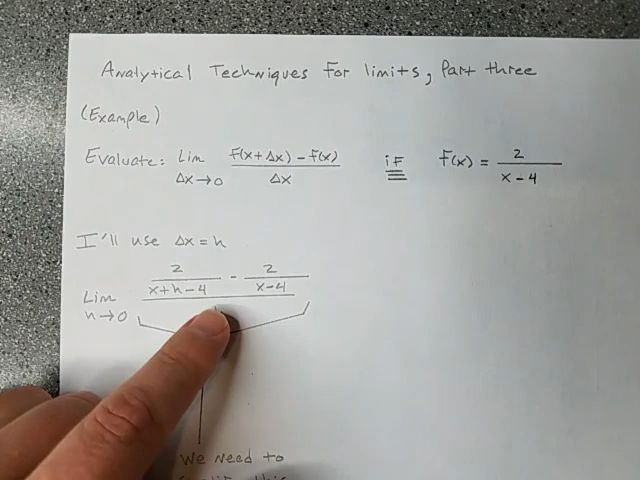 Analytical Techniques for limits, Part three
(Example)
Evaluate: Lim Δx→0 (f(x+Δx) - f(x))/Δx if f(x) = 2/(x-4)
I'll use Δx = h
Lim h→0 2/(x+h-4) - 2/(x-4)
We need to